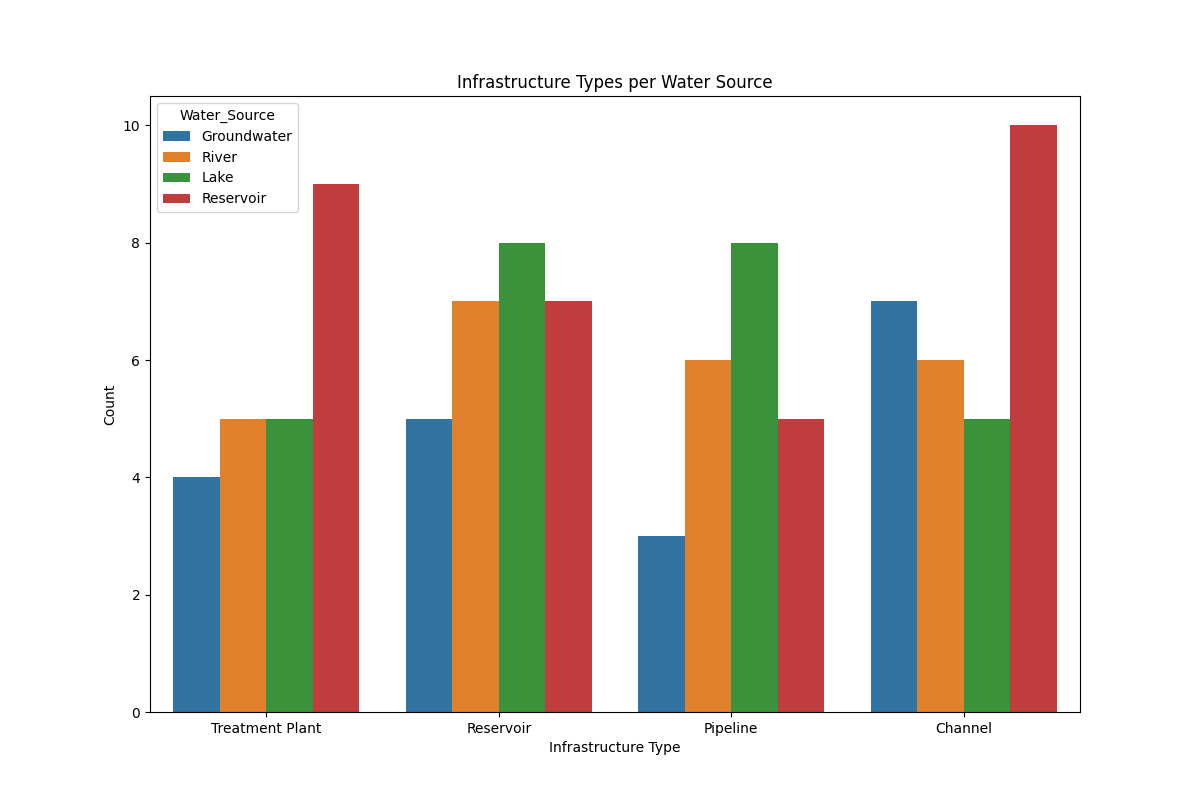 Infrastructure Types per Water Source
Water_Source
Groundwater
River
Lake
Reservoir
10
8
6
4
2
0
Count
Treatment Plant
Reservoir
Pipeline
Channel
Infrastructure Type